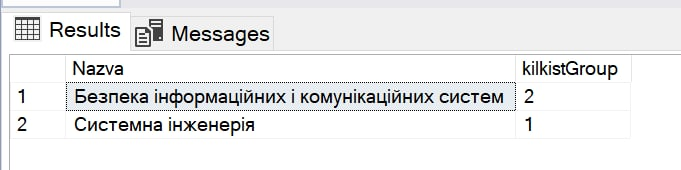 Results Messages
Nazva kilkistGroup
1 Безпека інформаційних і комунікаційних систем 2
2 Системна інженерія 1